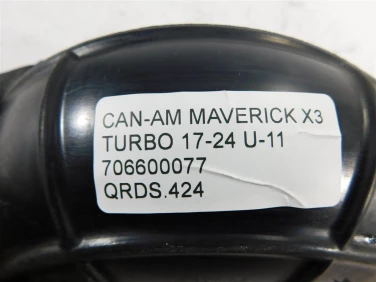 CAN-AM MAVERICK X3
TURBO 17-24 U-11
706600077
QRDS.424